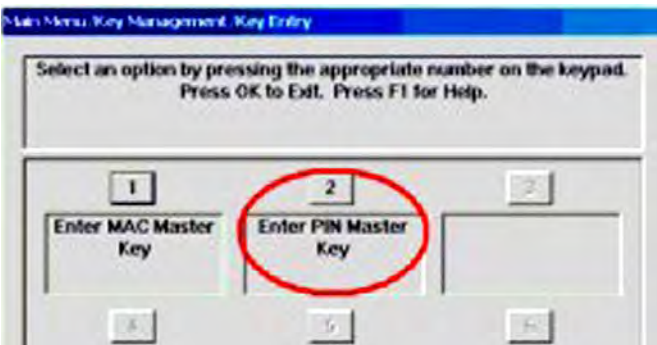 Main Menu /Key Management /Key Entry
Select an option by pressing the appropriate number on the keypad.
Press OK to Exit. Press F1 for Help.
1 2 3
Enter MAC Master Enter PIN Master
Key Key
4 5 6